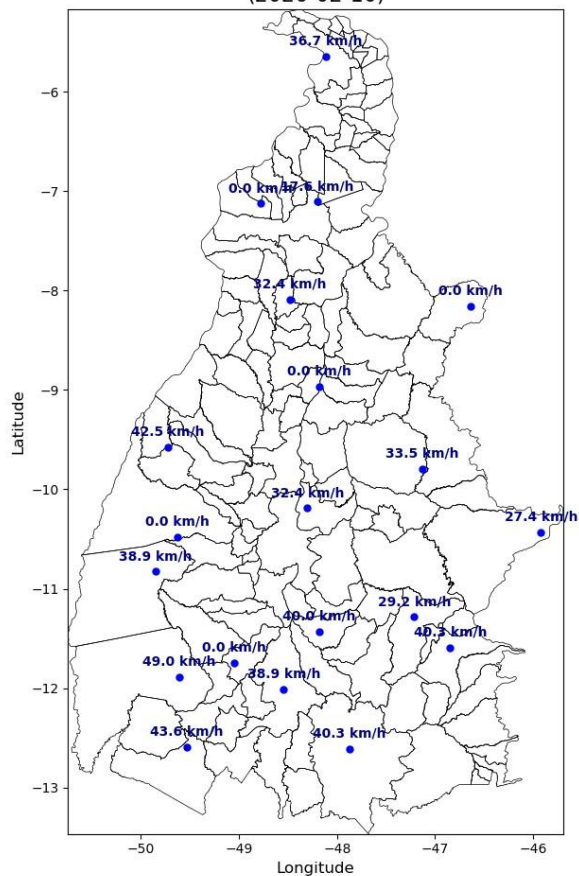 36.7 km/h
−6
0.0 km/h
−7
32.4 km/h
−8
0.0 km/h
0.0 km/h
−9
42.5 km/h
33.5 km/h
−10
32.4 km/h
27.4 km/h
0.0 km/h
38.9 km/h
−11
29.2 km/h
40.0 km/h
40.3 km/h
0.0 km/h
49.0 km/h
38.9 km/h
−12
43.6 km/h
40.3 km/h
−13
Latitude
−50
−49
−48
−47
−46
Longitude